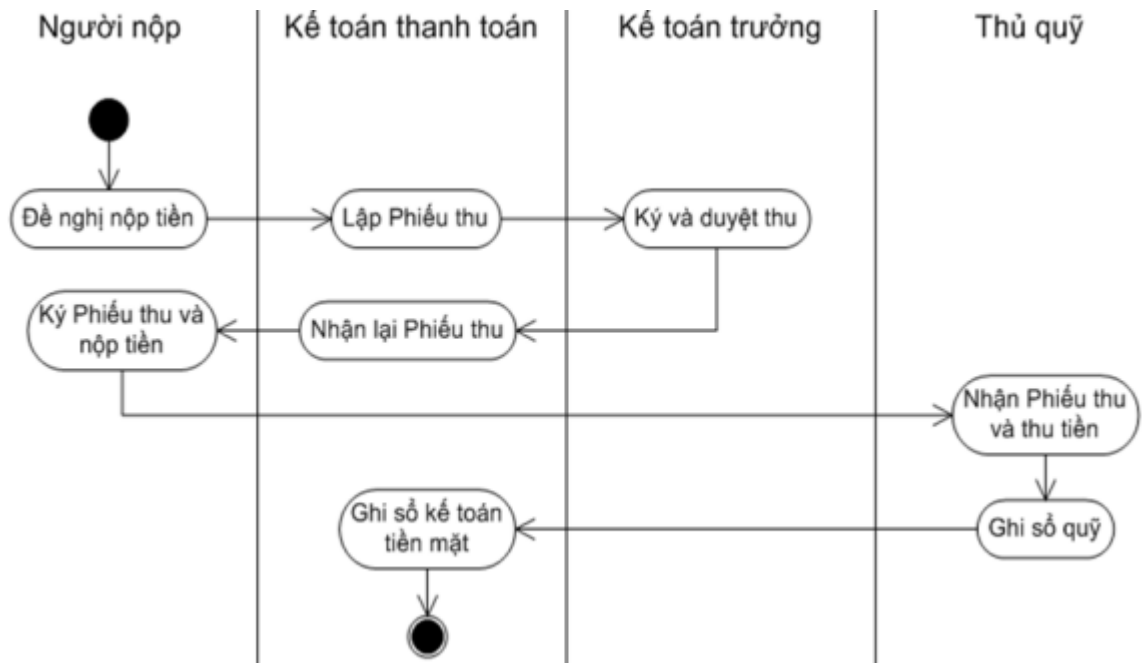 Người nộp
Kế toán thanh toán
Kế toán trưởng
Thủ quỹ
Đề nghị nộp tiền
Lập Phiếu thu
Ký và duyệt thu
Ký Phiếu thu và
nộp tiền
Nhận lại Phiếu thu
Nhận Phiếu thu
và thu tiền
Ghi sổ kế toán
tiền mặt
Ghi sổ quỹ